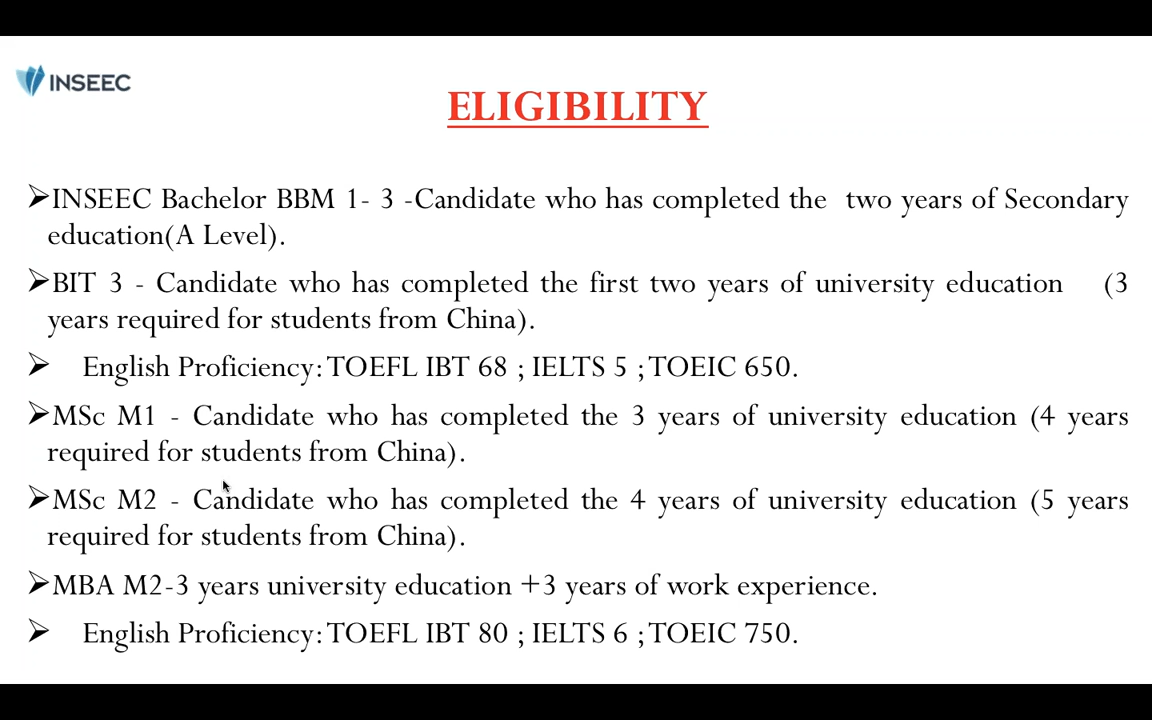 INSEEC
ELIGIBILITY
➢INSEEC Bachelor BBM 1- 3 -Candidate who has completed the two years of Secondary
education(A Level).
➢BIT 3 - Candidate who has completed the first two years of university education (3
years required for students from China).
➢ English Proficiency: TOEFL IBT 68 ; IELTS 5 ; TOEIC 650.
➢MSc M1 - Candidate who has completed the 3 years of university education (4 years
required for students from China).
➢MSc M2 - Candidate who has completed the 4 years of university education (5 years
required for students from China).
➢MBA M2-3 years university education +3 years of work experience.
➢ English Proficiency: TOEFL IBT 80 ; IELTS 6 ; TOEIC 750.